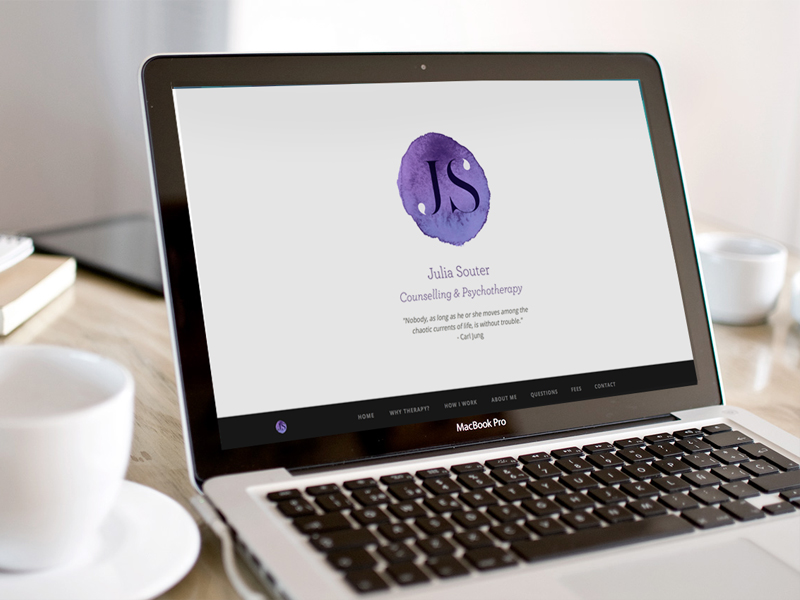 JS
Julia Souter
Counselling & Psychotherapy
"Nobody, as long as he or she moves among the
chaotic currents of life, is without trouble."
- Carl Jung
JS HOME WHY THERAPY? HOW I WORK ABOUT ME QUESTIONS FEES CONTACT
MacBook Pro